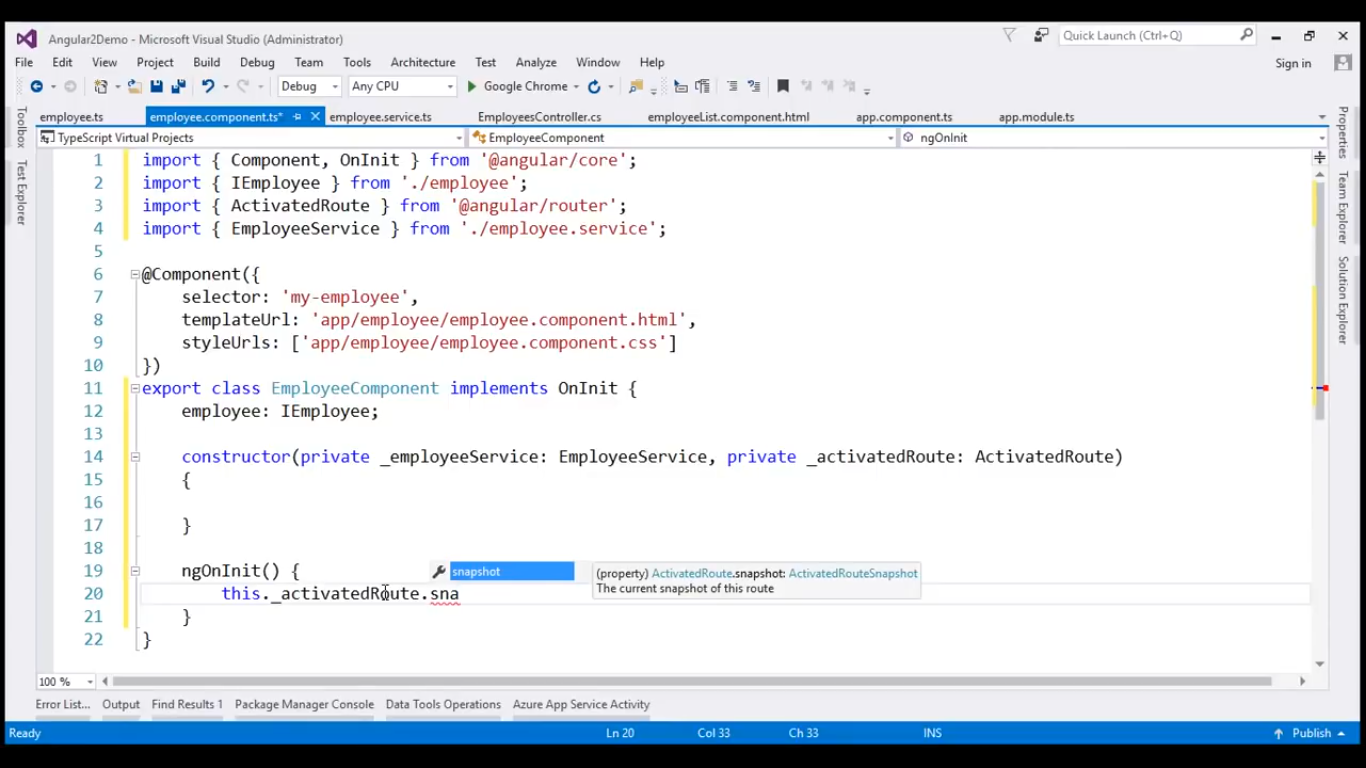 Angular2Demo - Microsoft Visual Studio (Administrator)
Quick Launch (Ctrl+Q)
File Edit View Project Build Debug Team Tools Architecture Test Analyze Window Help
Sign in
Debug Any CPU Google Chrome
employee.ts employee.component.ts* employee.service.ts EmployeesController.cs employeeList.component.html app.component.ts app.module.ts
TypeScript Virtual Projects EmployeeComponent ngOnInit
Toolbox
Test Explorer
Properties
Team Explorer
Solution Explorer
1 import { Component, OnInit } from '@angular/core';
2 import { IEmployee } from './employee';
3 import { ActivatedRoute } from '@angular/router';
4 import { EmployeeService } from './employee.service';
5
6 @Component({
7 selector: 'my-employee',
8 templateUrl: 'app/employee/employee.component.html',
9 styleUrls: ['app/employee/employee.component.css']
10 })
11 export class EmployeeComponent implements OnInit {
12 employee: IEmployee;
13
14 constructor(private _employeeService: EmployeeService, private _activatedRoute: ActivatedRoute)
15 {
16
17 }
18
19 ngOnInit() {
snapshot
(property) ActivatedRoute.snapshot: ActivatedRouteSnapshot
The current snapshot of this route
20 this._activatedRoute.sna
21 }
22 }
100 %
Error List... Output Find Results 1 Package Manager Console Data Tools Operations Azure App Service Activity
Ready Ln 20 Col 33 Ch 33 INS Publish